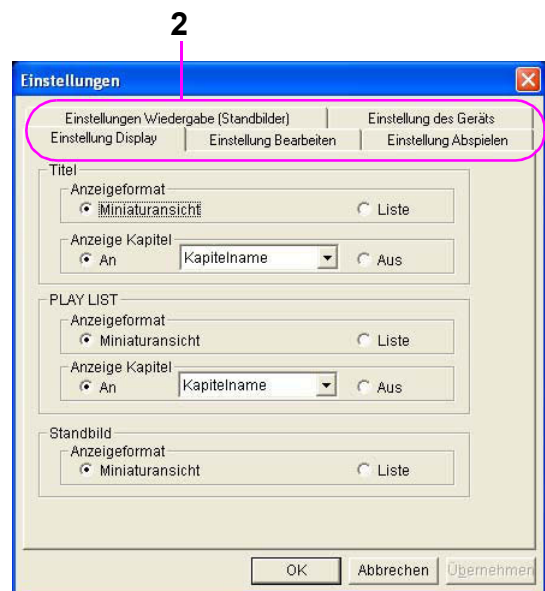 2
Einstellungen
Einstellungen Wiedergabe (Standbilder) Einstellung des Geräts
Einstellung Display Einstellung Bearbeiten Einstellung Abspielen
Titel
Anzeigeformat
Miniaturansicht Liste
Anzeige Kapitel
An Kapitelname Aus
PLAY LIST
Anzeigeformat
Miniaturansicht Liste
Anzeige Kapitel
An Kapitelname Aus
Standbild
Anzeigeformat
Miniaturansicht Liste
OK Abbrechen Übernehmen